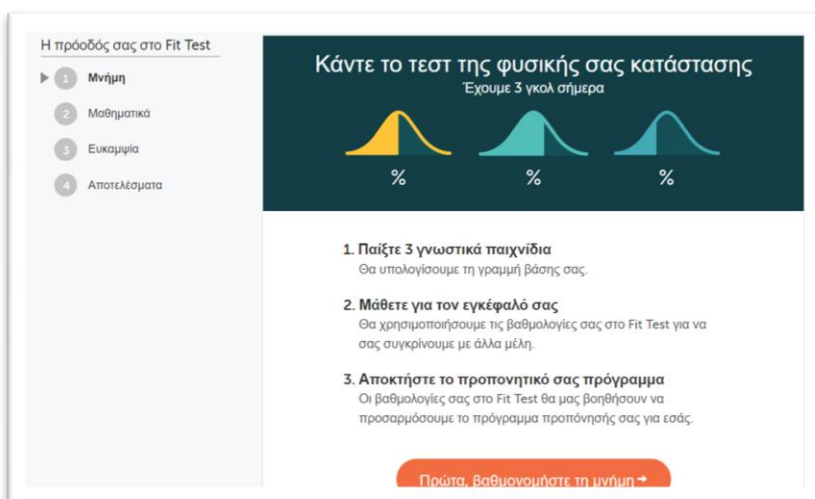 Η πρόοδός σας στο Fit Test
1 Μνήμη
2 Μαθηματικά
3 Ευκαμψία
4 Αποτελέσματα
Κάντε το τεστ της φυσικής σας κατάστασης
Έχουμε 3 γκολ σήμερα
% % %
1. Παίξτε 3 γνωστικά παιχνίδια
Θα υπολογίσουμε τη γραμμή βάσης σας.
2. Μάθετε για τον εγκέφαλό σας
Θα χρησιμοποιήσουμε τις βαθμολογίες σας στο Fit Test για να
σας συγκρίνουμε με άλλα μέλη.
3. Αποκτήστε το προπονητικό σας πρόγραμμα
Οι βαθμολογίες σας στο Fit Test θα μας βοηθήσουν να
προσαρμόσουμε το πρόγραμμα προπόνησής σας για εσάς.
Πρώτα, βαθμονομήστε τη μνήμη →